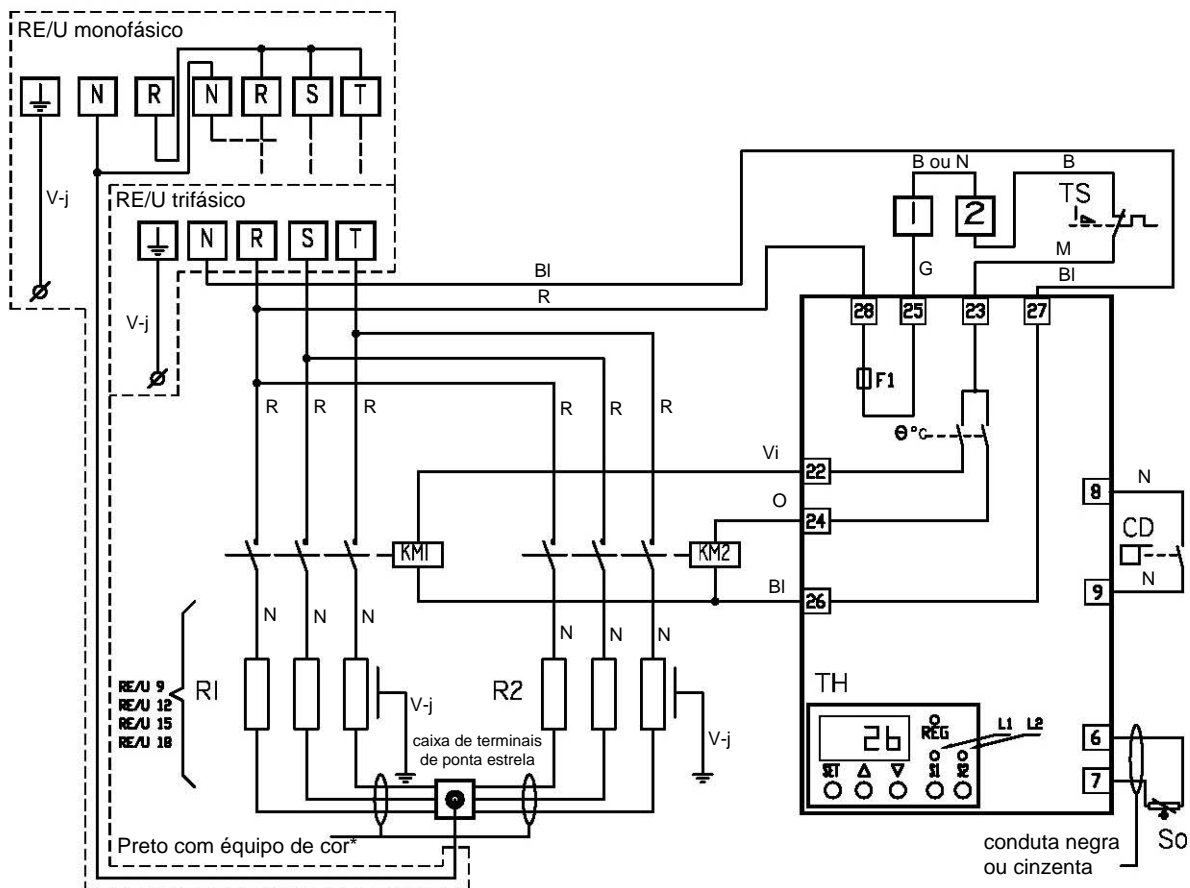 RE/U monofásico
N R N R S T
V-j
RE/U trifásico
N R S T
V-j
B ou N
B
1
2
TS
M
G
Bl
Bl
R
28
25
23
27
F1
θ°C
R R R
R R R
Vi
22
O
24
KM1
KM2
Bl
26
8
N
CD
N
9
N N N
N N N
RE/U 9
RE/U 12
RE/U 15
RE/U 18
R1
R2
V-j
V-j
caixa de terminais
de ponta estrela
TH
26
REG
L1 L2
SET
S1 S2
6
7
So
Preto com équipo de cor*
conduta negra
ou cinzenta